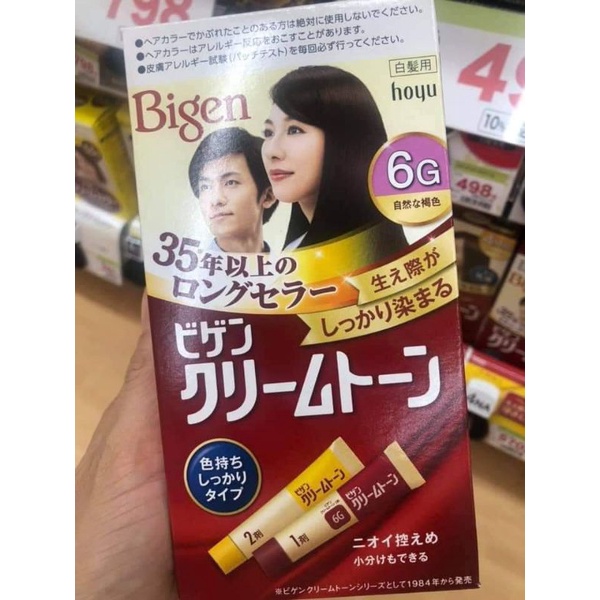 798
●ヘアカラーでかぶれたことのある方は絶対に使用しないでください。
●ヘアカラーはアレルギー反応をおこすことがあります。
●皮膚アレルギー試験(パッチテスト)を毎回必ず行ってください。
白髪用
Bigen
hoyu
6G
自然な褐色
10%
498
35年以上の
ロングセラー
生え際が
しっかり染まる
ビゲン
クリームトーン
色持ち
しっかり
タイプ
ビゲン
クリームトーン
2剤
ビゲン
クリームトーン
6G
1剤
ニオイ控えめ
小分けもできる
※ビゲンクリームトーンシリーズとして1984年から発売